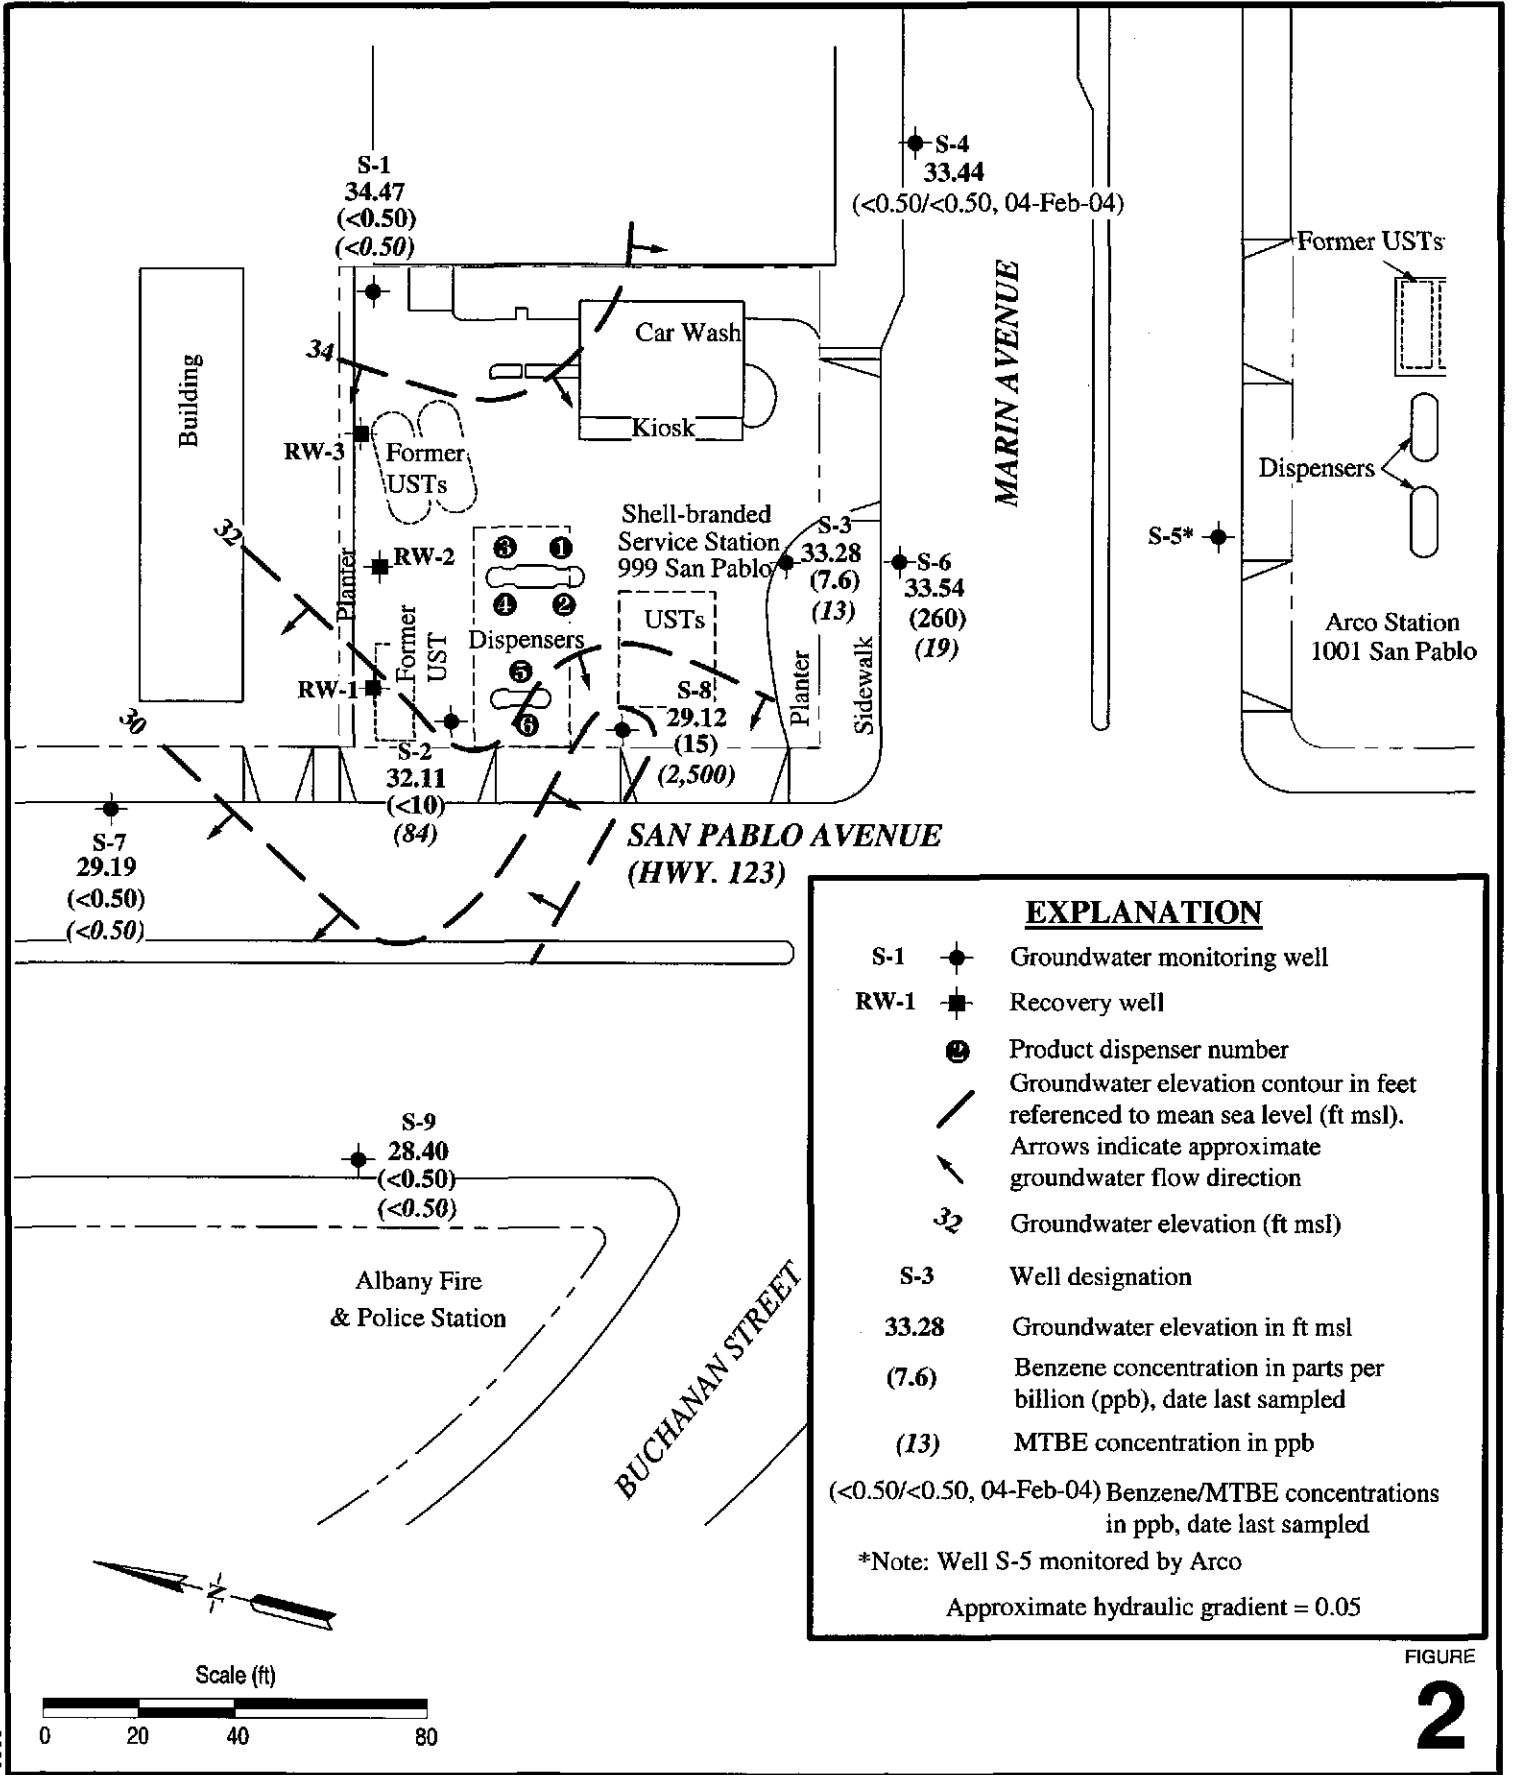 S-1
34.47
(<0.50)
(<0.50)
S-4
33.44
(<0.50/<0.50, 04-Feb-04)
MARIN AVENUE
Former USTs
Building
34
Car Wash
Kiosk
RW-3
Former
USTs
Dispensers
32
RW-2
Planter
3
1
4
2
Shell-branded
Service Station
999 San Pablo
S-3
33.28
(7.6)
(13)
S-6
33.54
(260)
(19)
S-5*
Arco Station
1001 San Pablo
Former
UST
Dispensers
5
6
USTs
Planter
Sidewalk
RW-1
S-8
29.12
(15)
(2,500)
30
S-2
32.11
(<10)
(84)
S-7
29.19
(<0.50)
(<0.50)
SAN PABLO AVENUE
(HWY. 123)
S-9
28.40
(<0.50)
(<0.50)
Albany Fire
& Police Station
BUCHANAN STREET
EXPLANATION
S-1 Groundwater monitoring well
RW-1 Recovery well
Product dispenser number
Groundwater elevation contour in feet
referenced to mean sea level (ft msl).
Arrows indicate approximate
groundwater flow direction
32 Groundwater elevation (ft msl)
S-3 Well designation
33.28 Groundwater elevation in ft msl
(7.6) Benzene concentration in parts per
billion (ppb), date last sampled
(13) MTBE concentration in ppb
(<0.50/<0.50, 04-Feb-04) Benzene/MTBE concentrations
in ppb, date last sampled
*Note: Well S-5 monitored by Arco
Approximate hydraulic gradient = 0.05
N
Scale (ft)
0 20 40 80
FIGURE
2